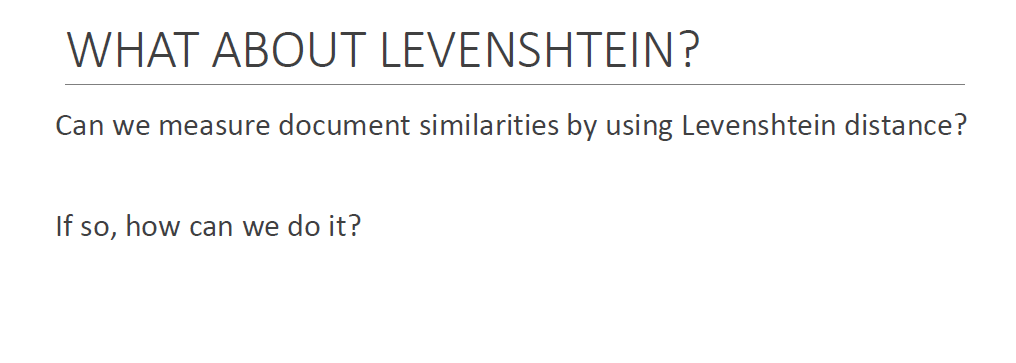 WHAT ABOUT LEVENSHTEIN?
Can we measure document similarities by using Levenshtein distance?
If so, how can we do it?